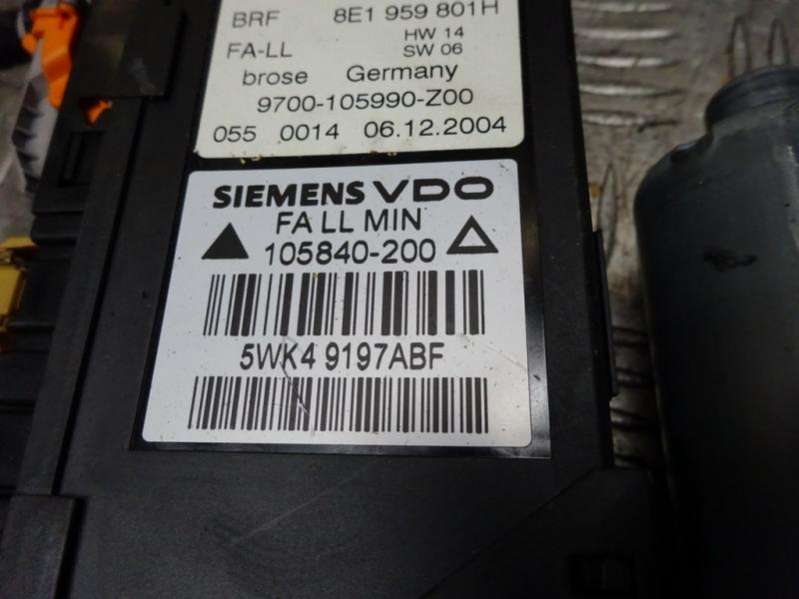 BRF 8E1 959 801H
FA-LL HW 14
SW 06
brose Germany
9700-105990-Z00
055 0014 06.12.2004
SIEMENS VDO
FA LL MIN
105840-200
5WK4 9197ABF